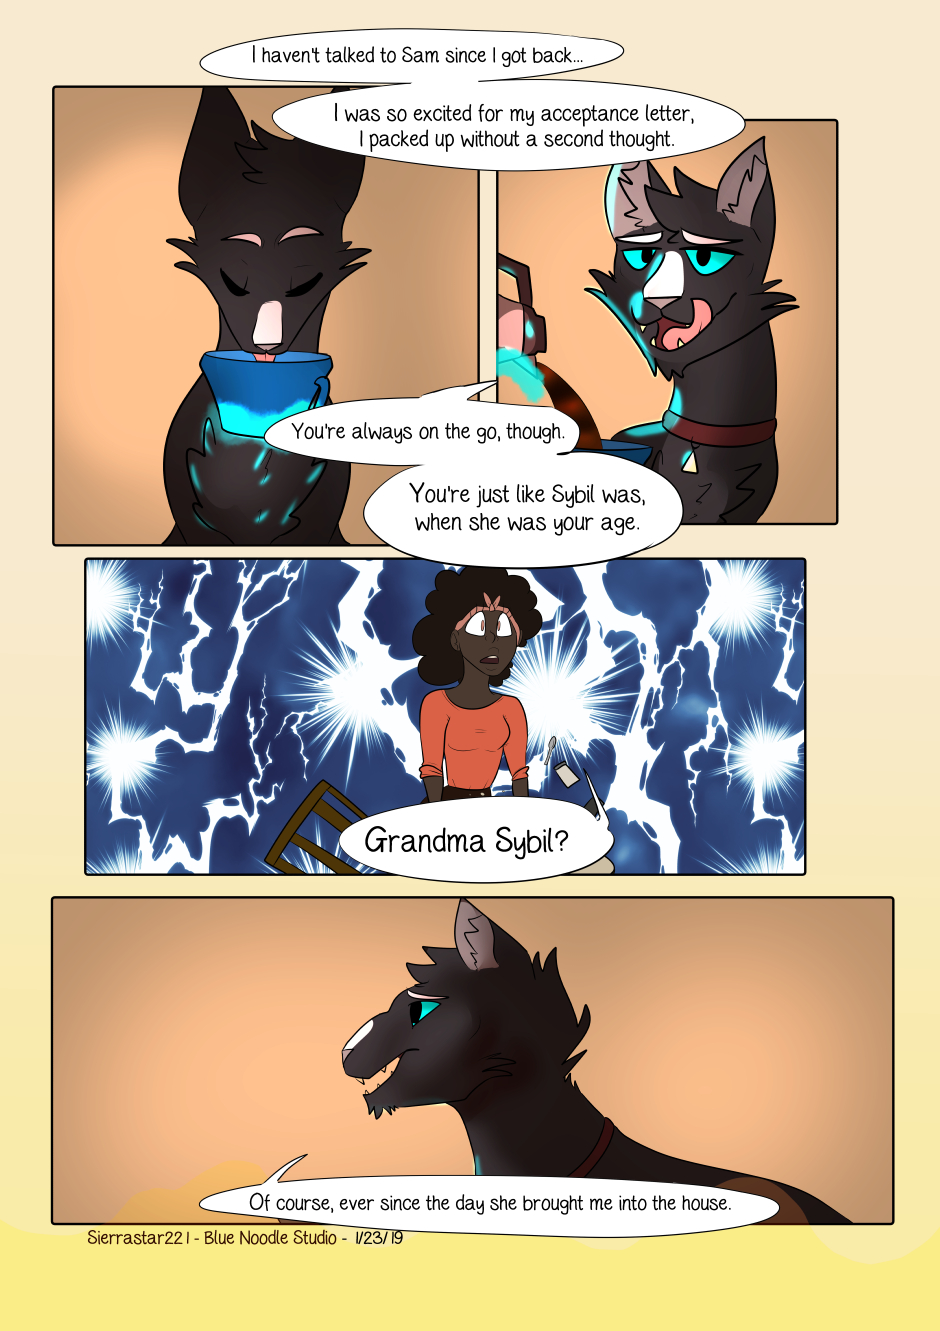 I haven't talked to Sam since I got back...
I was so excited for my acceptance letter,
I packed up without a second thought.
You're always on the go, though.
You're just like Sybil was,
when she was your age.
Grandma Sybil?
Of course, ever since the day she brought me into the house.
Sierrastar221 - Blue Noodle Studio - 1/23/19